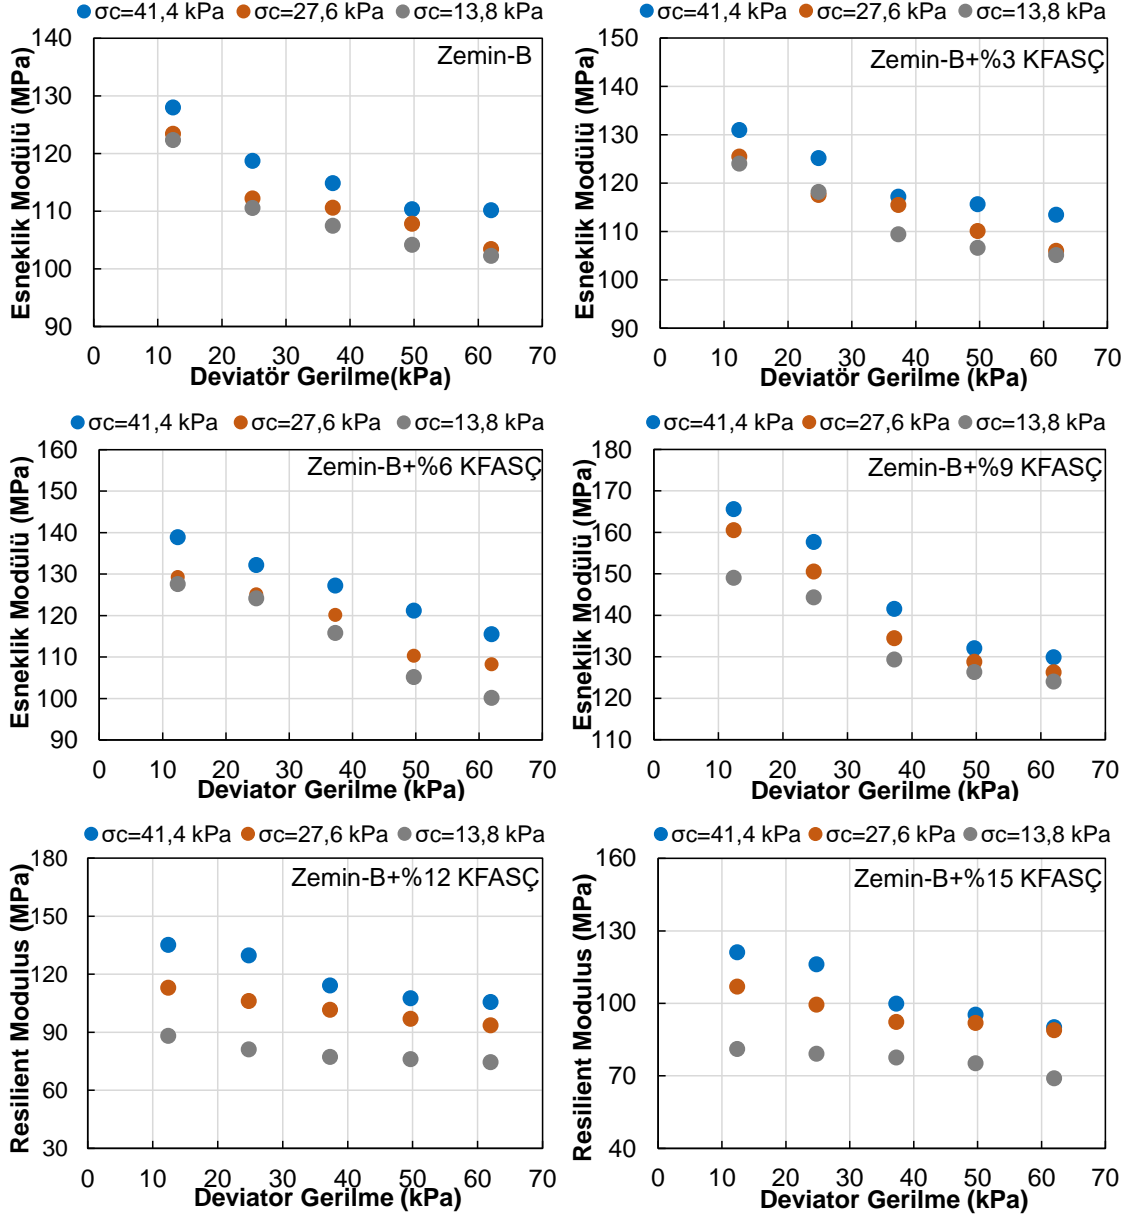 σc=41,4 kPa σc=27,6 kPa σc=13,8 kPa
Esneklik Modülü (MPa)
140
130
120
110
100
90
Zemin-B
0 10 20 30 40 50 60 70
Deviatör Gerilme(kPa)
σc=41,4 kPa σc=27,6 kPa σc=13,8 kPa
Esneklik Modülü (MPa)
150
140
130
120
110
100
90
Zemin-B+%3 KFASÇ
0 10 20 30 40 50 60 70
Deviatör Gerilme (kPa)
σc=41,4 kPa σc=27,6 kPa σc=13,8 kPa
Esneklik Modülü (MPa)
160
150
140
130
120
110
100
90
Zemin-B+%6 KFASÇ
0 10 20 30 40 50 60 70
Deviatör Gerilme (kPa)
σc=41,4 kPa σc=27,6 kPa σc=13,8 kPa
Esneklik Modülü (MPa)
180
170
160
150
140
130
120
110
Zemin-B+%9 KFASÇ
0 10 20 30 40 50 60 70
Deviatör Gerilme (kPa)
σc=41,4 kPa σc=27,6 kPa σc=13,8 kPa
Resilient Modulus (MPa)
180
150
120
90
60
30
Zemin-B+%12 KFASÇ
0 10 20 30 40 50 60 70
Deviatör Gerilme (kPa)
σc=41,4 kPa σc=27,6 kPa σc=13,8 kPa
Resilient Modulus (MPa)
160
130
100
70
40
Zemin-B+%15 KFASÇ
0 10 20 30 40 50 60 70
Deviatör Gerilme (kPa)